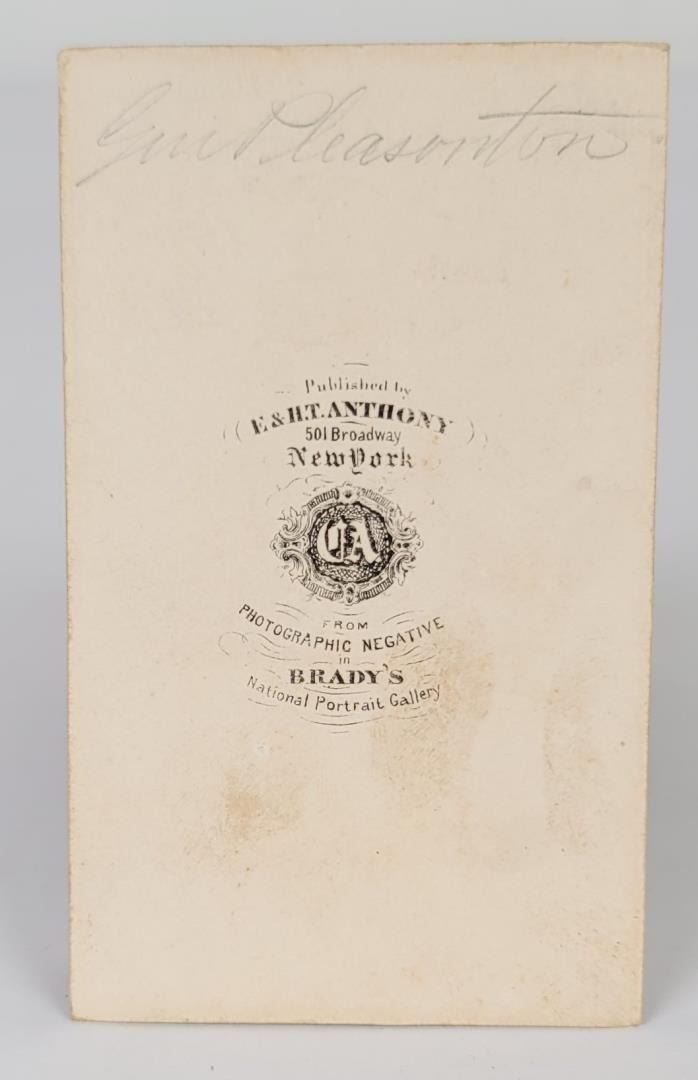 Gen Pleasonton
Published by
E & H.T. ANTHONY
501 Broadway
New York
FROM
PHOTOGRAPHIC NEGATIVE
in
BRADY'S
National Portrait Gallery